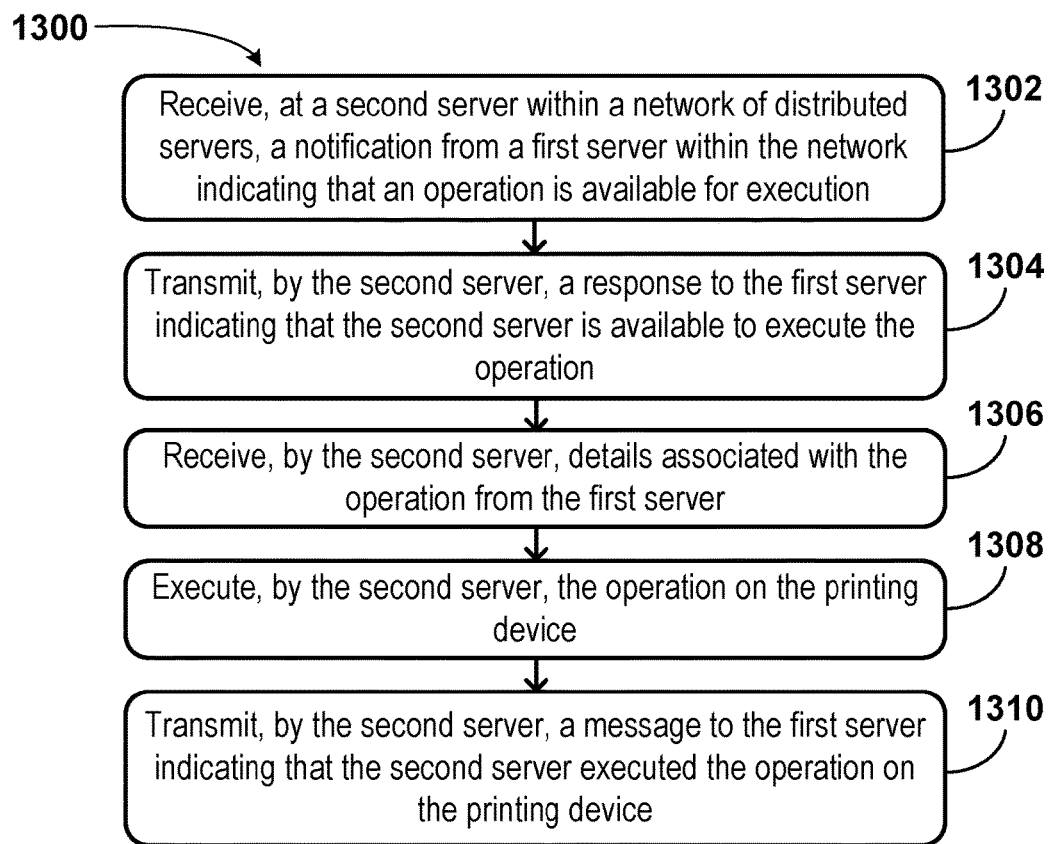 1300
Receive, at a second server within a network of distributed
servers, a notification from a first server within the network
indicating that an operation is available for execution
1302
Transmit, by the second server, a response to the first server
indicating that the second server is available to execute the
operation
1304
Receive, by the second server, details associated with the
operation from the first server
1306
Execute, by the second server, the operation on the printing
device
1308
Transmit, by the second server, a message to the first server
indicating that the second server executed the operation on
the printing device
1310